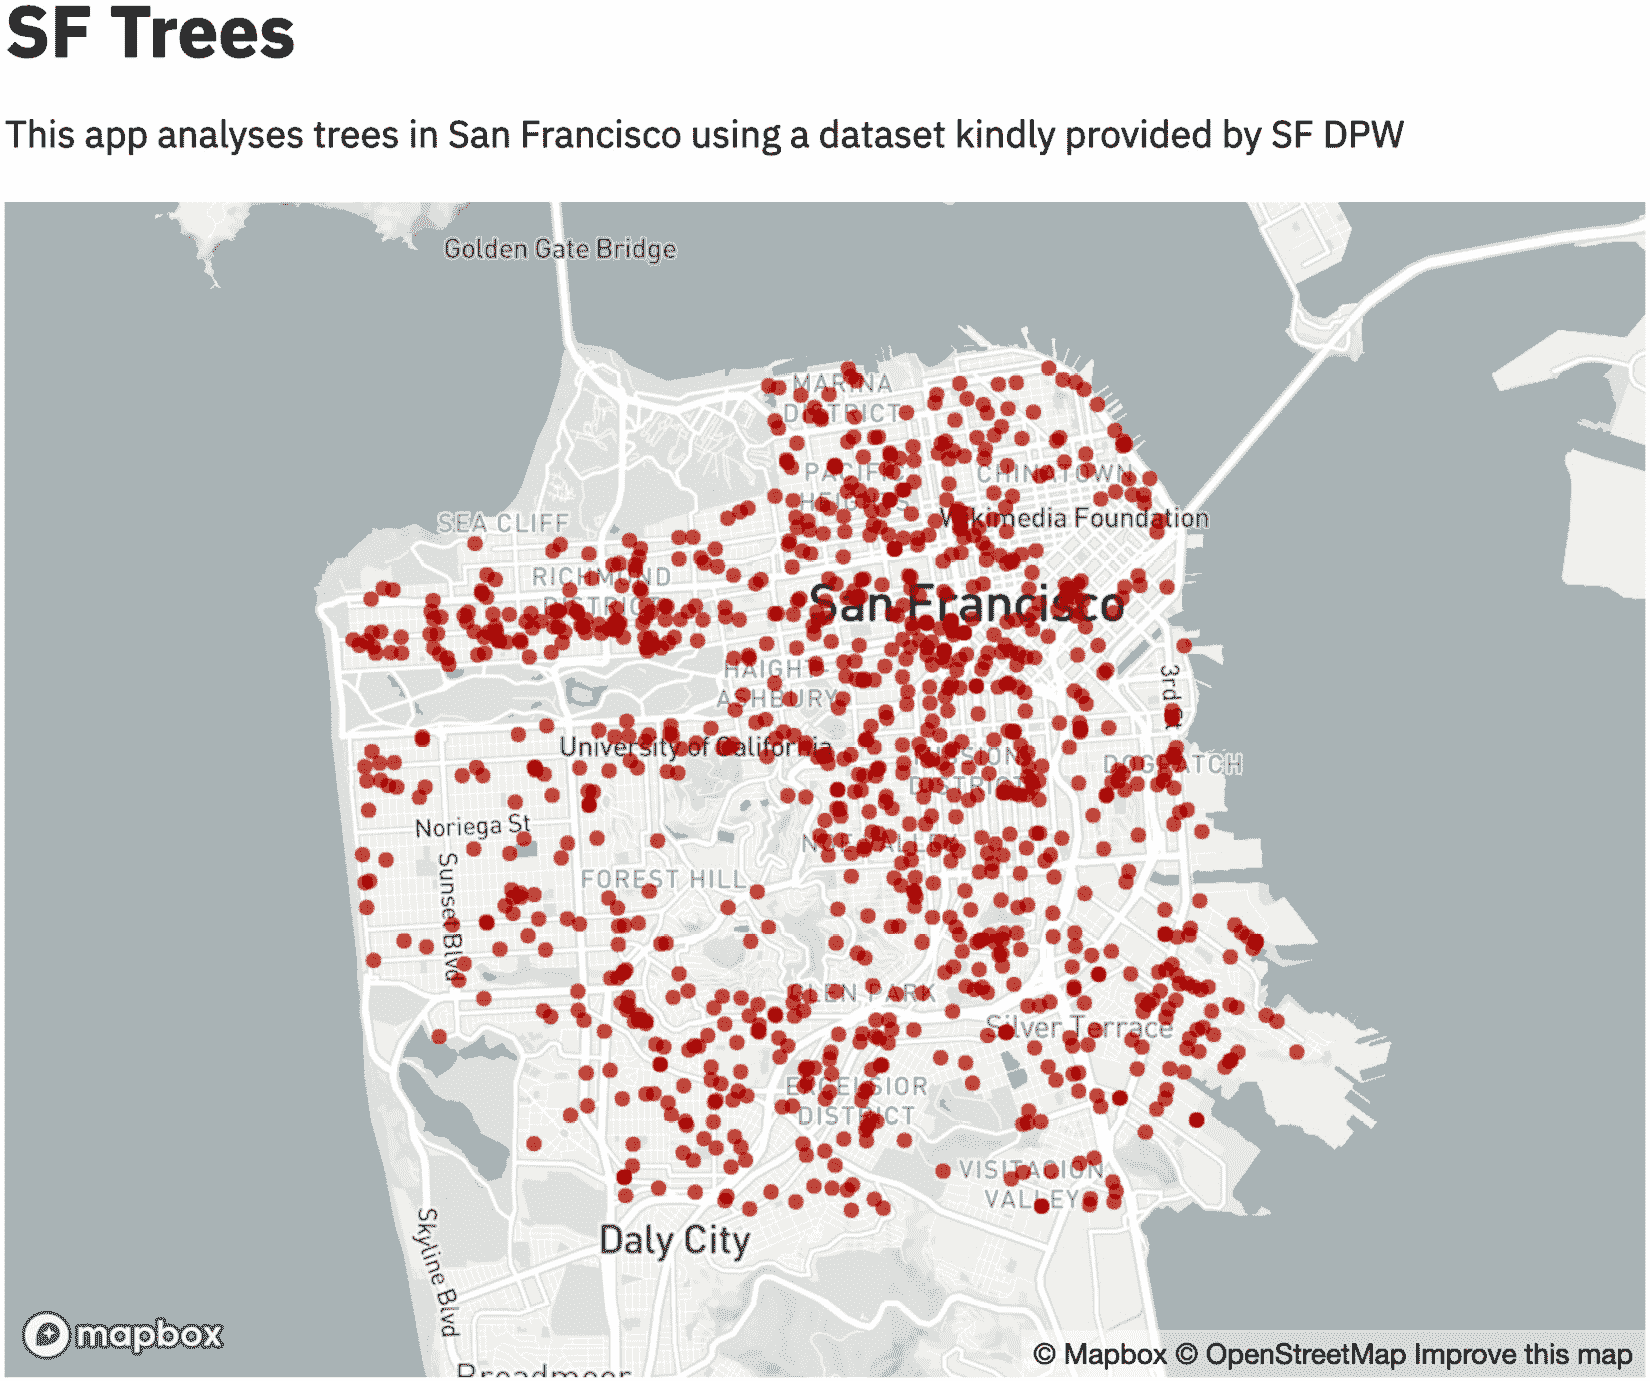 SF Trees
This app analyses trees in San Francisco using a dataset kindly provided by SF DPW
Golden Gate Bridge
MARINA
DISTRICT
PACIFIC
HEIGHTS
CHINATOWN
SEA CLIFF
Wikimedia Foundation
RICHMOND
DISTRICT
San Francisco
HAIGHT
ASHBURY
3rd St
University of California
MISSION
DISTRICT
DOGPATCH
Noriega St
NOE VALLEY
Sunset Blvd
FOREST HILL
GLEN PARK
Silver Terrace
EXCELSIOR
DISTRICT
VISITACION
VALLEY
Skyline Blvd
Daly City
mapbox
© Mapbox © OpenStreetMap Improve this map
Broadmoor